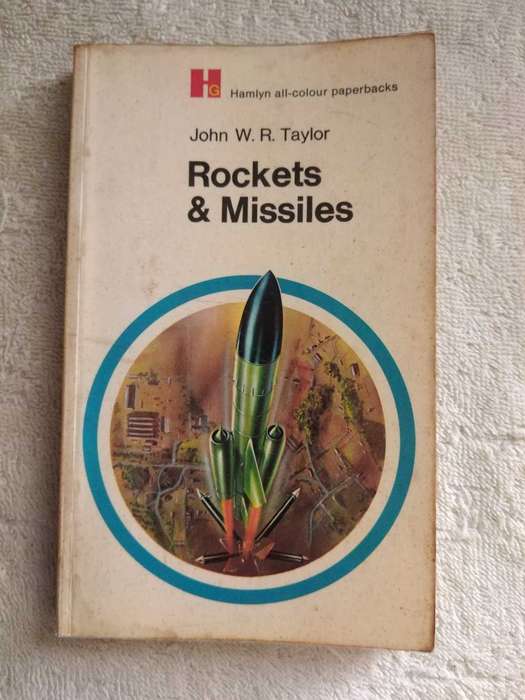 HG
Hamlyn all-colour paperbacks
John W. R. Taylor
Rockets
& Missiles